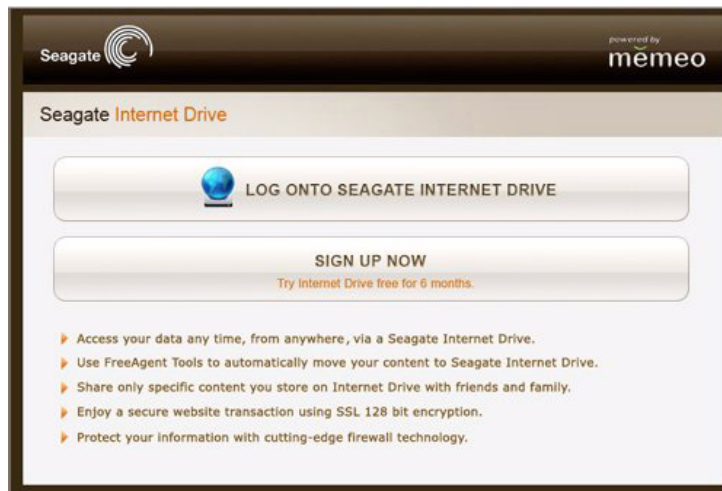 Seagate
powered by
memeo
Seagate Internet Drive
LOG ONTO SEAGATE INTERNET DRIVE
SIGN UP NOW
Try Internet Drive free for 6 months.
Access your data any time, from anywhere, via a Seagate Internet Drive.
Use FreeAgent Tools to automatically move your content to Seagate Internet Drive.
Share only specific content you store on Internet Drive with friends and family.
Enjoy a secure website transaction using SSL 128 bit encryption.
Protect your information with cutting-edge firewall technology.